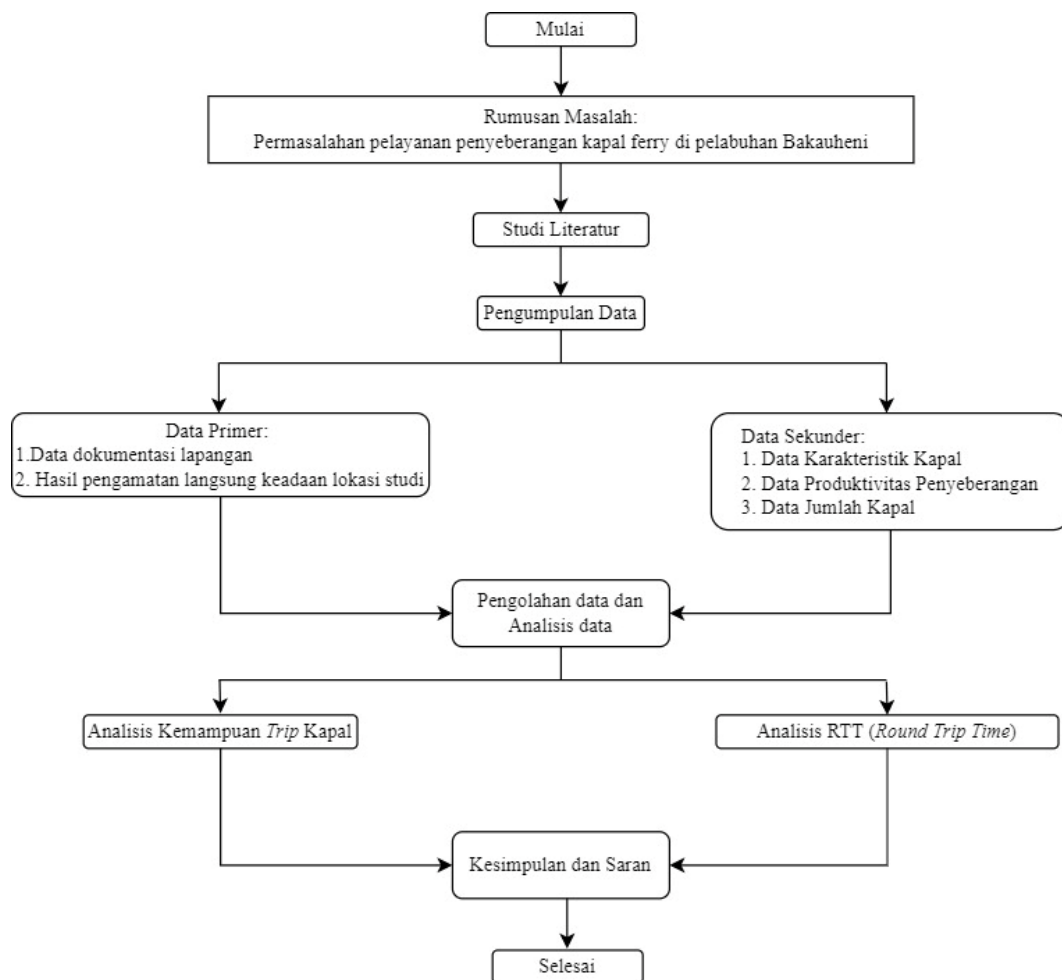 Mulai
Rumusan Masalah:
Permasalahan pelayanan penyeberangan kapal ferry di pelabuhan Bakauheni
Studi Literatur
Pengumpulan Data
Data Primer:
1.Data dokumentasi lapangan
2. Hasil pengamatan langsung keadaan lokasi studi
Data Sekunder:
1. Data Karakteristik Kapal
2. Data Produktivitas Penyeberangan
3. Data Jumlah Kapal
Pengolahan data dan
Analisis data
Analisis Kemampuan Trip Kapal
Analisis RTT (Round Trip Time)
Kesimpulan dan Saran
Selesai